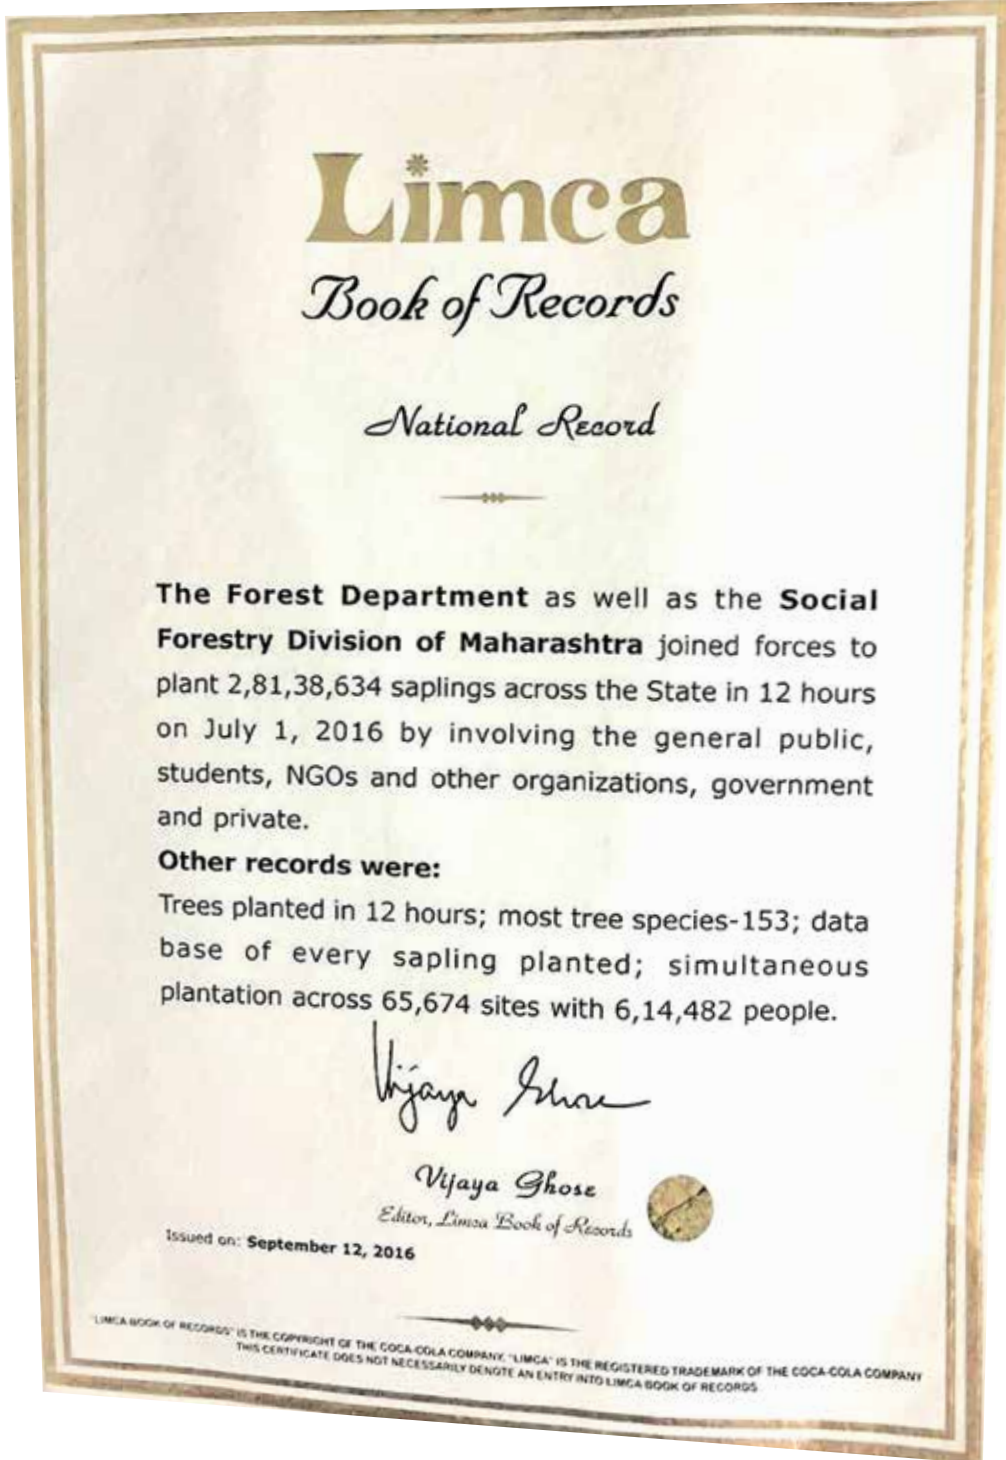 Limca
Book of Records
National Record
The Forest Department as well as the Social
Forestry Division of Maharashtra joined forces to
plant 2,81,38,634 saplings across the State in 12 hours
on July 1, 2016 by involving the general public,
students, NGOs and other organizations, government
and private.
Other records were:
Trees planted in 12 hours; most tree species-153; data
base of every sapling planted; simultaneous
plantation across 65,674 sites with 6,14,482 people.
Vijaya Ghose
Vijaya Ghose
Editor, Limca Book of Records
Issued on: September 12, 2016
"LIMCA BOOK OF RECORDS" IS THE COPYRIGHT OF THE COCA-COLA COMPANY. "LIMCA" IS THE REGISTERED TRADEMARK OF THE COCA-COLA COMPANY
THIS CERTIFICATE DOES NOT NECESSARILY DENOTE AN ENTRY INTO LIMCA BOOK OF RECORDS